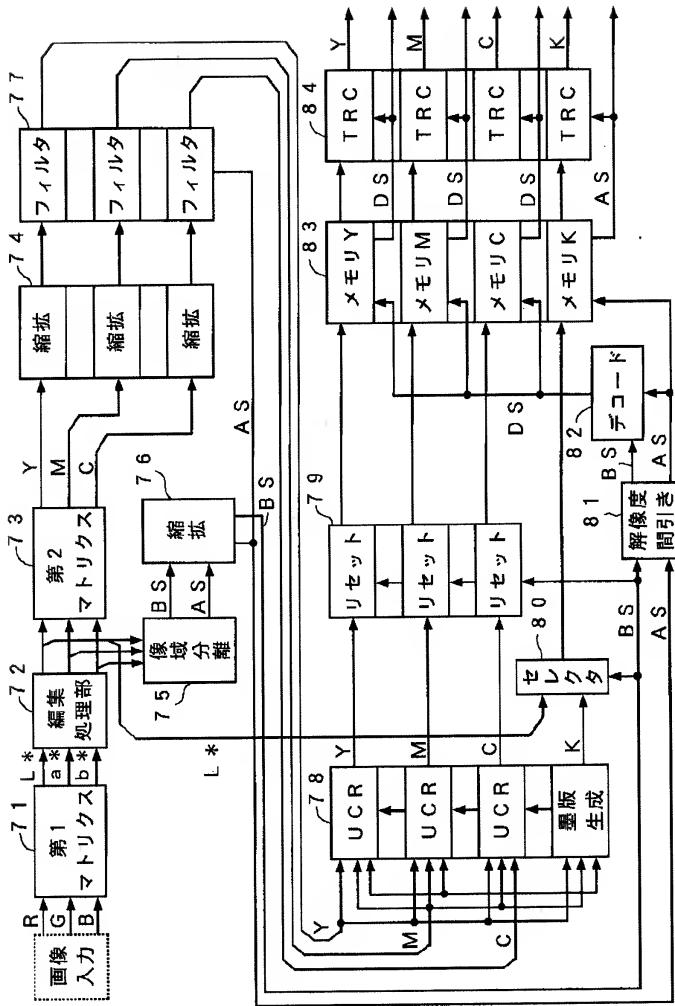 画像
入力
R
G
B
71
第1
マトリクス
L*
a*
b*
72
編集
処理部
73
第2
マトリクス
Y
M
C
74
縮拡
縮拡
縮拡
77
フィルタ
フィルタ
フィルタ
75
像域分
離
BS
AS
76
縮拡
AS
BS
L*
Y
M
C
78
UCR
UCR
UCR
墨版
生成
Y
M
C
K
79
リセット
リセット
リセット
80
セレ
クタ
BS
AS
81
解像度
間引き
BS
AS
82
デコード
DS
83
メモリY
メモリM
メモリC
メモリK
DS
DS
DS
AS
84
TRC
TRC
TRC
TRC
Y
M
C
K